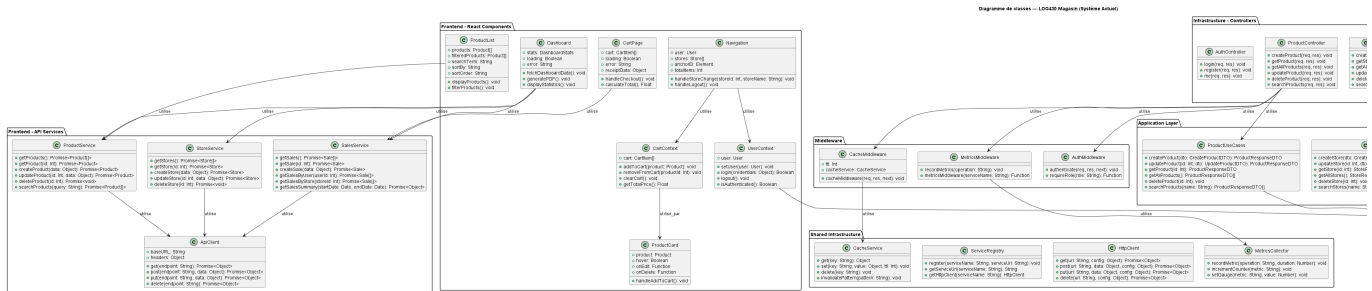 Diagramme de classes — LOG430 Magasin (Système Actuel)
Frontend - React Components
C ProductList
products: Product[]
filteredProducts: Product[]
searchTerm: String
sortBy: String
sortOrder: String
displayProducts(): void
filterProducts(): void
C Dashboard
stats: DashboardStats
loading: Boolean
error: String
fetchDashboardData(): void
generatePDF(): void
displayStatistics(): void
C CartPage
cart: CartItem[]
loading: Boolean
error: String
receiptData: Object
handleCheckout(): void
calculateTotal(): Float
C Navigation
user: User
stores: Store[]
anchorEl: Element
totalItems: Int
handleStoreChange(storeId: Int, storeName: String): void
handleLogout(): void
Infrastructure - Controllers
C AuthController
login(req, res): void
register(req, res): void
me(req, res): void
C ProductController
createProduct(req, res): void
getProduct(req, res): void
getAllProducts(req, res): void
updateProduct(req, res): void
deleteProduct(req, res): void
searchProducts(req, res): void
utilise
utilise
utilise
utilise
utilise
utilise
utilise
utilise
utilise
Frontend - API Services
C ProductService
getProducts(): Promise<Product[]>
getProduct(id: Int): Promise<Product>
createProduct(data: Object): Promise<Product>
updateProduct(id: Int, data: Object): Promise<Product>
deleteProduct(id: Int): Promise<void>
searchProducts(query: String): Promise<Product[]>
C StoreService
getStores(): Promise<Store[]>
getStore(id: Int): Promise<Store>
createStore(data: Object): Promise<Store>
updateStore(id: Int, data: Object): Promise<Store>
deleteStore(id: Int): Promise<void>
C SalesService
getSales(): Promise<Sale[]>
getSale(id: Int): Promise<Sale>
createSale(data: Object): Promise<Sale>
getSalesByUser(userId: Int): Promise<Sale[]>
getSalesByStore(storeId: Int): Promise<Sale[]>
getSalesSummary(startDate: Date, endDate: Date): Promise<Object>
C CartContext
cart: CartItem[]
addToCart(product: Product): void
removeFromCart(productId: Int): void
clearCart(): void
getTotalPrice(): Float
C UserContext
user: User
setUser(user: User): void
login(credentials: Object): Boolean
logout(): void
isAuthenticated(): Boolean
Middleware
C CacheMiddleware
ttl: Int
cacheService: CacheService
cacheMiddleware(req, res, next): void
C MetricsMiddleware
recordMetrics(operation: String): void
metricsMiddleware(serviceName: String): Function
C AuthMiddleware
authenticate(req, res, next): void
requireRole(role: String): Function
Application Layer
C ProductUseCases
createProduct(dto: CreateProductDTO): ProductResponseDTO
updateProduct(id: Int, dto: UpdateProductDTO): ProductResponseDTO
getProduct(id: Int): ProductResponseDTO
getAllProducts(): ProductResponseDTO[]
deleteProduct(id: Int): void
searchProducts(name: String): ProductResponseDTO[]
utilise
utilise
utilise
utilisé_par
utilise
utilise
C ApiClient
baseURL: String
headers: Object
get(endpoint: String): Promise<Object>
post(endpoint: String, data: Object): Promise<Object>
put(endpoint: String, data: Object): Promise<Object>
delete(endpoint: String): Promise<Object>
C ProductCard
product: Product
hover: Boolean
onEdit: Function
onDelete: Function
handleAddToCart(): void
Shared Infrastructure
C CacheService
get(key: String): Object
set(key: String, value: Object, ttl: Int): void
delete(key: String): void
invalidatePattern(pattern: String): void
C ServiceRegistry
register(serviceName: String, serviceUrl: String): void
getServiceUrl(serviceName: String): String
getHttpClient(serviceName: String): HttpClient
C HttpClient
get(url: String, config: Object): Promise<Object>
post(url: String, data: Object, config: Object): Promise<Object>
put(url: String, data: Object, config: Object): Promise<Object>
delete(url: String, config: Object): Promise<Object>
C MetricsCollector
recordMetric(operation: String, duration: Number): void
incrementCounter(metric: String): void
setGauge(metric: String, value: Number): void